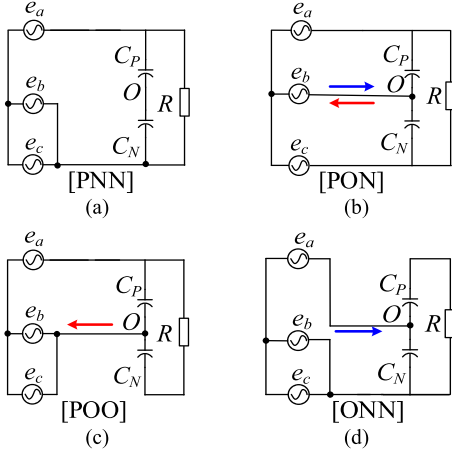 e_a
C_P
e_b
O
R
C_N
e_c
[PNN]
(a)
e_a
C_P
e_b
O
R
C_N
e_c
[PON]
(b)
e_a
C_P
e_b
O
R
C_N
e_c
[POO]
(c)
e_a
C_P
e_b
O
R
C_N
e_c
[ONN]
(d)